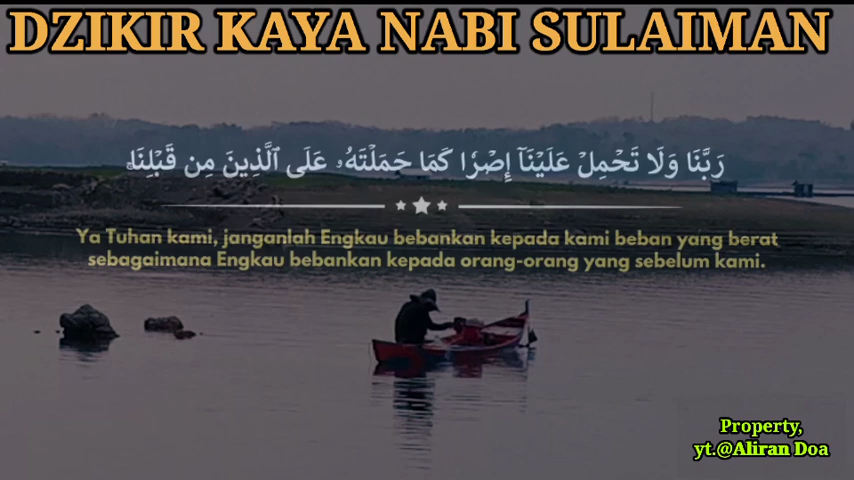 DZIKIR KAYA NABI SULAIMAN
رَبَّنَا وَلَا تَحْمِلْ عَلَيْنَآ إِصْرًا كَمَا حَمَلْتَهُۥ عَلَى ٱلَّذِينَ مِن قَبْلِنَا
Ya Tuhan kami, janganlah Engkau bebankan kepada kami beban yang berat
sebagaimana Engkau bebankan kepada orang-orang yang sebelum kami.
Property,
yt.@Aliran Doa